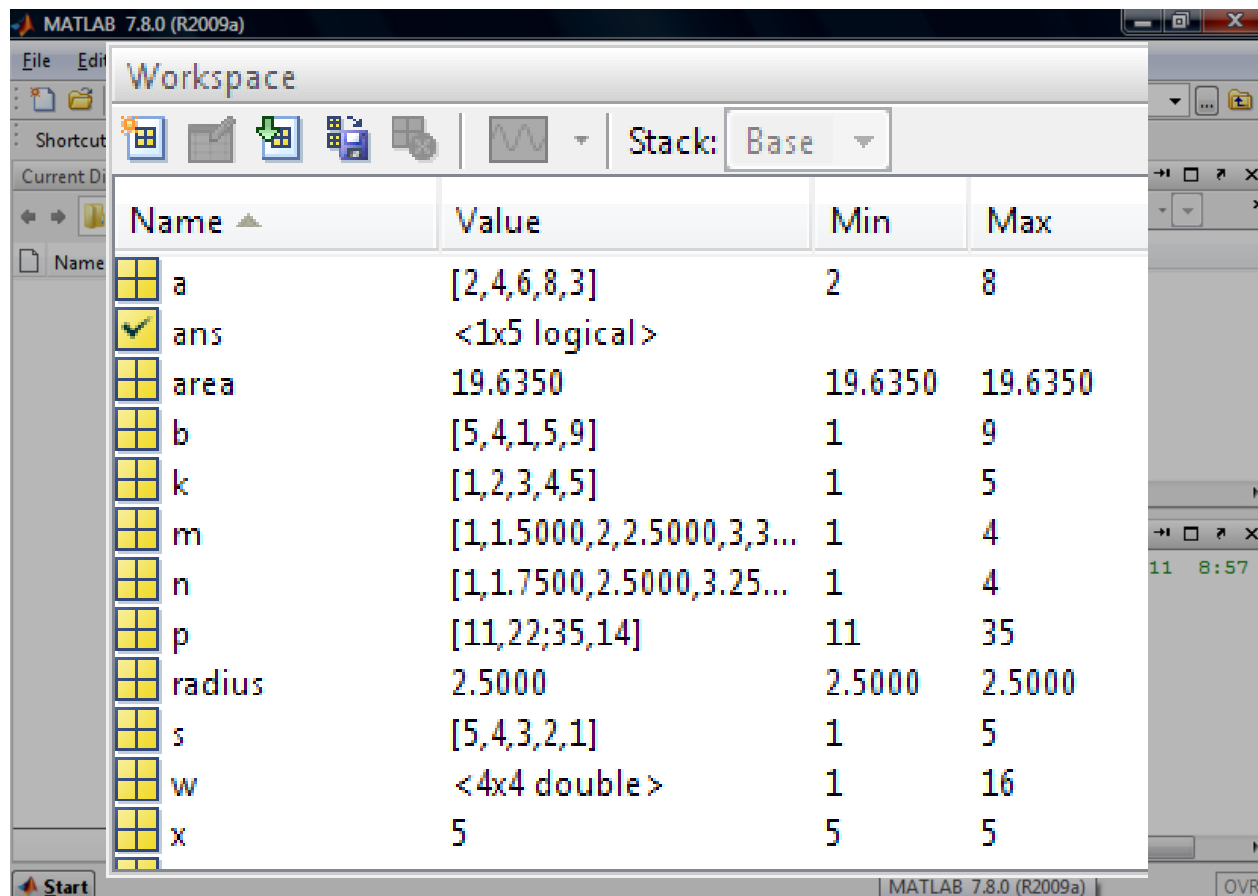 MATLAB 7.8.0 (R2009a)
File Edit
Workspace
Shortcut
Stack: Base
Current Di
Name Value Min Max
Name
a [2,4,6,8,3] 2 8
ans <1x5 logical>
area 19.6350 19.6350 19.6350
b [5,4,1,5,9] 1 9
k [1,2,3,4,5] 1 5
m [1,1.5000,2,2.5000,3,3... 1 4
n [1,1.7500,2.5000,3.25... 1 4
11 8:57
p [11,22;35,14] 11 35
radius 2.5000 2.5000 2.5000
s [5,4,3,2,1] 1 5
w <4x4 double> 1 16
x 5 5 5
Start MATLAB 7.8.0 (R2009a) OVR